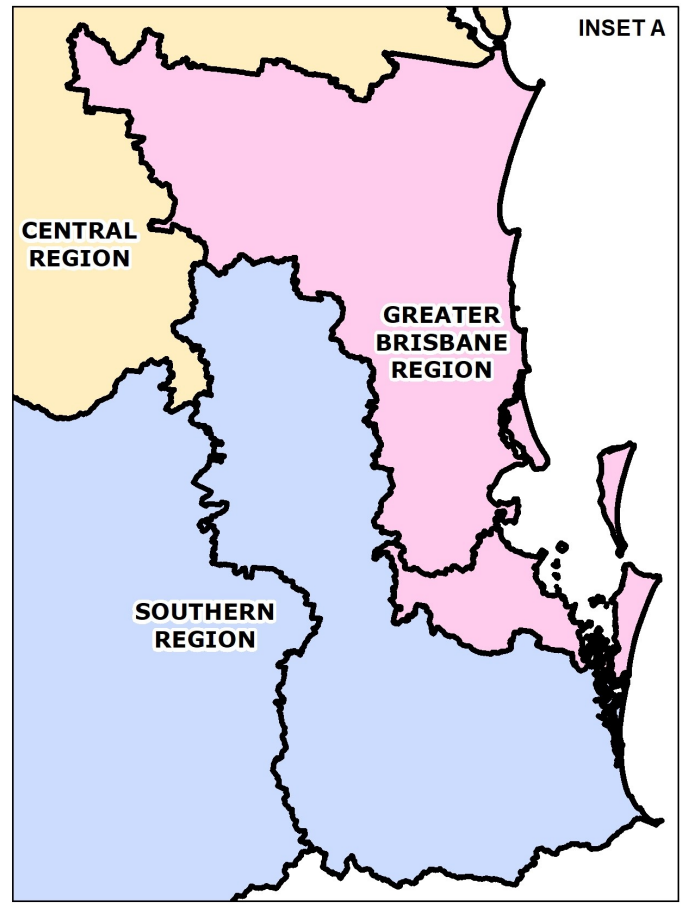 INSET A
CENTRAL
REGION
GREATER
BRISBANE
REGION
SOUTHERN
REGION